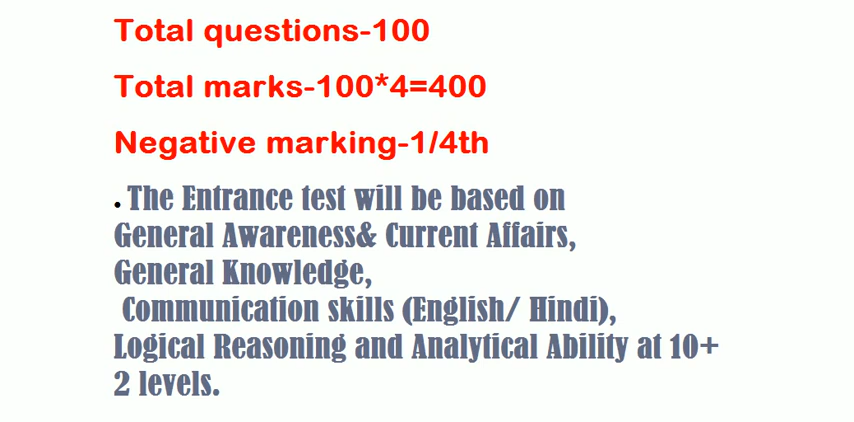 Total questions-100
Total marks-100*4=400
Negative marking-1/4th
• The Entrance test will be based on
General Awareness& Current Affairs,
General Knowledge,
Communication skills (English/ Hindi),
Logical Reasoning and Analytical Ability at 10+
2 levels.